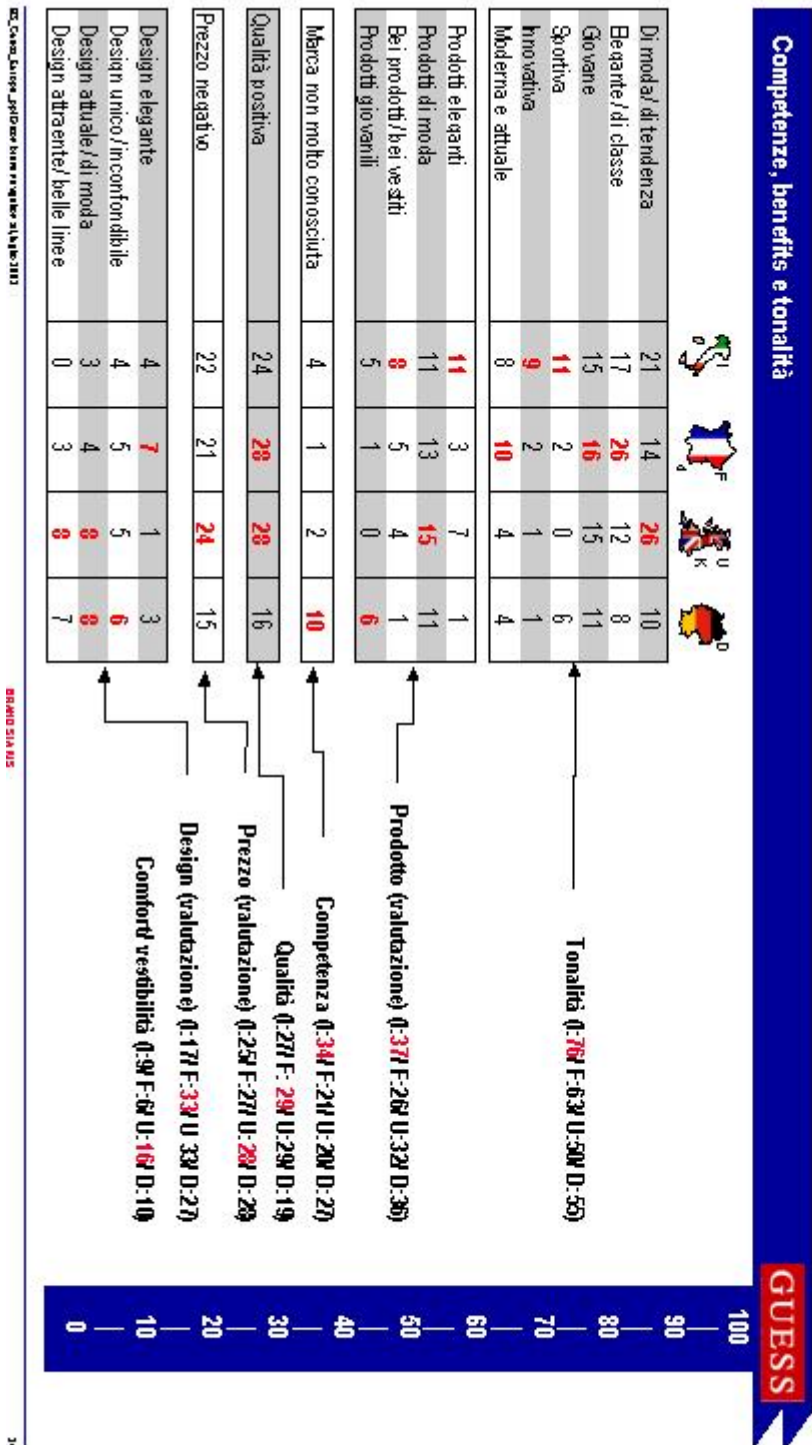 Competenze, benefits e tonalità
GUESS
I
F
UK
D
Di moda/ di tendenza 21 14 26 10
Elegante/ di classe 17 26 12 8
Giovane 15 16 15 11
Sportiva 11 2 0 6
Innovativa 9 2 1 1
Moderna e attuale 8 10 4 4
Prodotti eleganti 11 3 7 1
Prodotti di moda 11 13 15 11
Bei prodotti/ bei vestiti 8 5 4 1
Prodotti giovanili 5 1 0 6
Marca non molto conosciuta 4 1 2 10
Qualità positiva 24 28 28 16
Prezzo negativo 22 21 24 15
Design elegante 4 7 1 3
Design unico/ inconfondibile 4 5 5 6
Design attuale/ di moda 3 4 8 8
Design attraente/ belle linee 0 3 8 7
Tonalità (I:76/ F:63/ U:50/ D:55)
Prodotto (valutazione) (I:37/ F:26/ U:32/ D:36)
Competenza (I:34/ F:21/ U:20/ D:27)
Qualità (I:27/ F: 29/ U:29/ D:19)
Prezzo (valutazione) (I:25/ F:27/ U:28/ D:28)
Design (valutazione) (I:17/ F:33/ U 33/ D:27)
Comfort/ vestibilità (I:9/ F:6/ U:16/ D:10)
100
90
80
70
60
50
40
30
20
10
0
BRAND STATUS